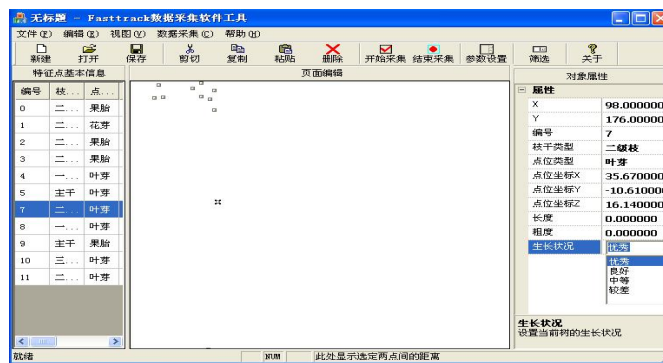 无标题 - Fasttrack数据采集软件工具
文件(F) 编辑(E) 视图(V) 数据采集(C) 帮助(H)
新建 打开 保存 剪切 复制 粘贴 删除 开始采集 结束采集 参数设置 筛选 关于
特征点基本信息 页面编辑 对象属性
编号 枝... 点...
0 二... 果胎
1 二... 花芽
2 二... 果胎
3 二... 果胎
4 一... 叶芽
5 主干 叶芽
7 二... 叶芽
8 一... 叶芽
9 主干 果胎
10 三... 叶芽
11 二... 叶芽
属性
X 98.000000
Y 176.00000
编号 7
枝干类型 二级枝
点位类型 叶芽
点位坐标X 35.670000
点位坐标Y -10.61000
点位坐标Z 16.140000
长度 0.000000
粗度 0.000000
生长状况 优秀
优秀
良好
中等
较差
生长状况
设置当前树的生长状况
就绪 NUM 此处显示选定两点间的距离